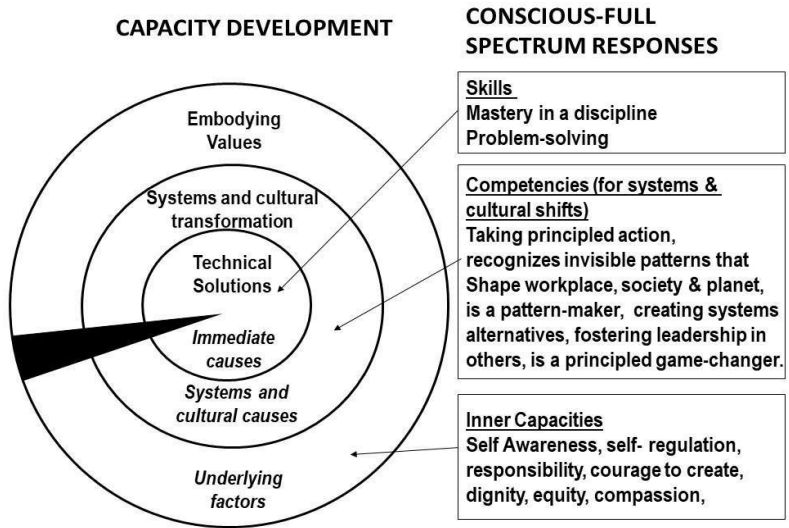 CAPACITY DEVELOPMENT
CONSCIOUS-FULL
SPECTRUM RESPONSES
Embodying
Values
Systems and cultural
transformation
Technical
Solutions
Immediate
causes
Systems and
cultural causes
Underlying
factors
Skills
Mastery in a discipline
Problem-solving
Competencies (for systems &
cultural shifts)
Taking principled action,
recognizes invisible patterns that
Shape workplace, society & planet,
is a pattern-maker, creating systems
alternatives, fostering leadership in
others, is a principled game-changer.
Inner Capacities
Self Awareness, self- regulation,
responsibility, courage to create,
dignity, equity, compassion,